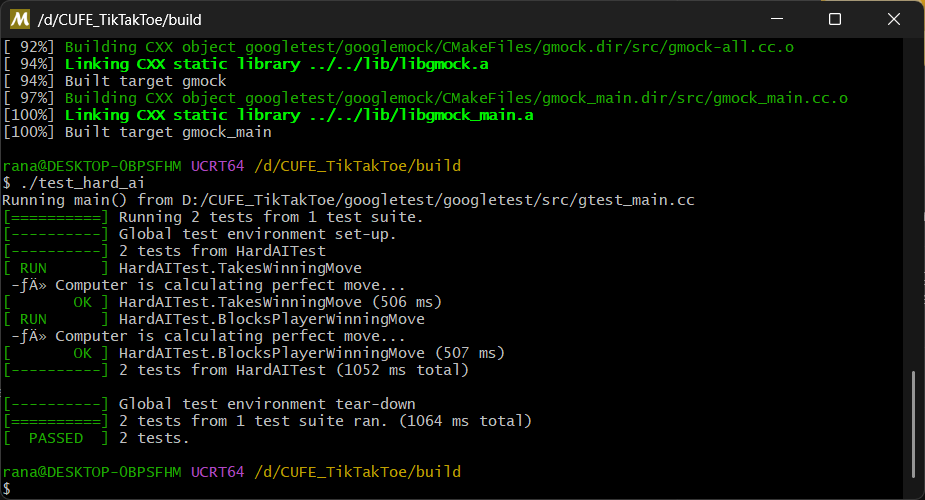 /d/CUFE_TikTakToe/build
[ 92%] Building CXX object googletest/googlemock/CMakeFiles/gmock.dir/src/gmock-all.cc.o
[ 94%] Linking CXX static library ../../lib/libgmock.a
[ 94%] Built target gmock
[ 97%] Building CXX object googletest/googlemock/CMakeFiles/gmock_main.dir/src/gmock_main.cc.o
[100%] Linking CXX static library ../../lib/libgmock_main.a
[100%] Built target gmock_main
rana@DESKTOP-0BPSFHM UCRT64 /d/CUFE_TikTakToe/build
$ ./test_hard_ai
Running main() from D:/CUFE_TikTakToe/googletest/googletest/src/gtest_main.cc
[==========] Running 2 tests from 1 test suite.
[----------] Global test environment set-up.
[----------] 2 tests from HardAITest
[ RUN      ] HardAITest.TakesWinningMove
-ƒÄ» Computer is calculating perfect move...
[       OK ] HardAITest.TakesWinningMove (506 ms)
[ RUN      ] HardAITest.BlocksPlayerWinningMove
-ƒÄ» Computer is calculating perfect move...
[       OK ] HardAITest.BlocksPlayerWinningMove (507 ms)
[----------] 2 tests from HardAITest (1052 ms total)
[----------] Global test environment tear-down
[==========] 2 tests from 1 test suite ran. (1064 ms total)
[  PASSED  ] 2 tests.
rana@DESKTOP-0BPSFHM UCRT64 /d/CUFE_TikTakToe/build
$